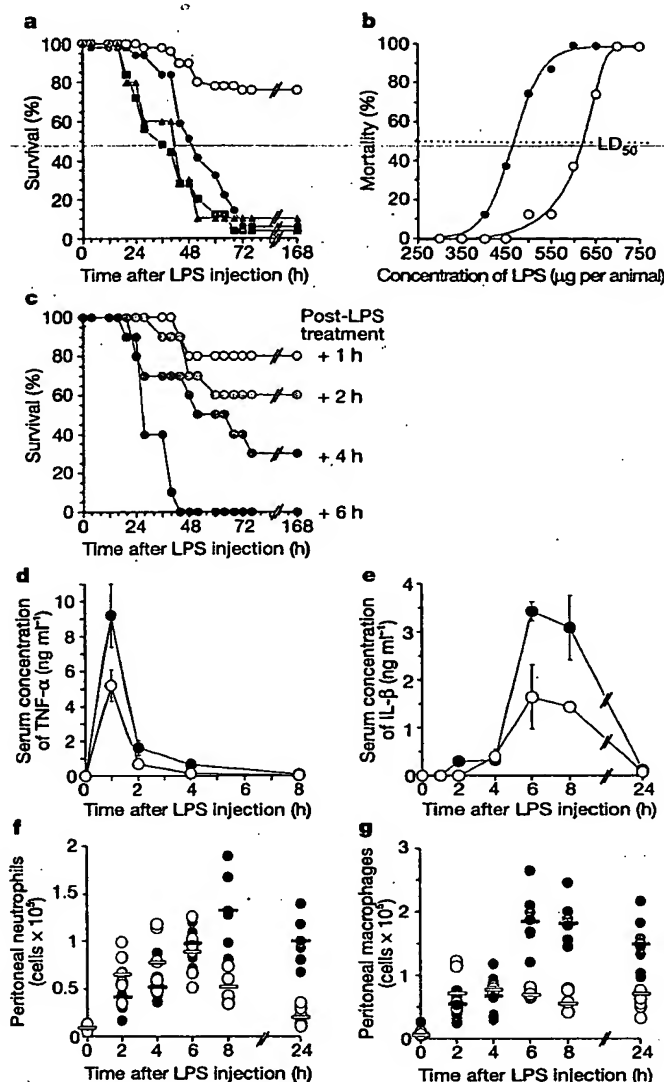 a
b
100
80
60
40
20
0
Survival (%)
0 24 48 72 168
Time after LPS injection (h)
100
80
60
40
20
0
Mortality (%)
LD50
250 350 450 550 650 750
Concentration of LPS (µg per animal)
c
100
80
60
40
20
0
Survival (%)
0 24 48 72 168
Time after LPS injection (h)
Post-LPS
treatment
+ 1 h
+ 2 h
+ 4 h
+ 6 h
d
e
10
8
6
4
2
0
Serum concentration
of TNF-α (ng ml⁻¹)
0 2 4 6 8
Time after LPS injection (h)
4
3
2
1
0
Serum concentration
of IL-β (ng ml⁻¹)
0 2 4 6 8 24
Time after LPS injection (h)
f
g
2
1.5
1
0.5
0
Peritoneal neutrophils
(cells x 10⁵)
0 2 4 6 8 24
Time after LPS injection (h)
3
2
1
0
Peritoneal macrophages
(cells x 10⁵)
0 2 4 6 8 24
Time after LPS injection (h)